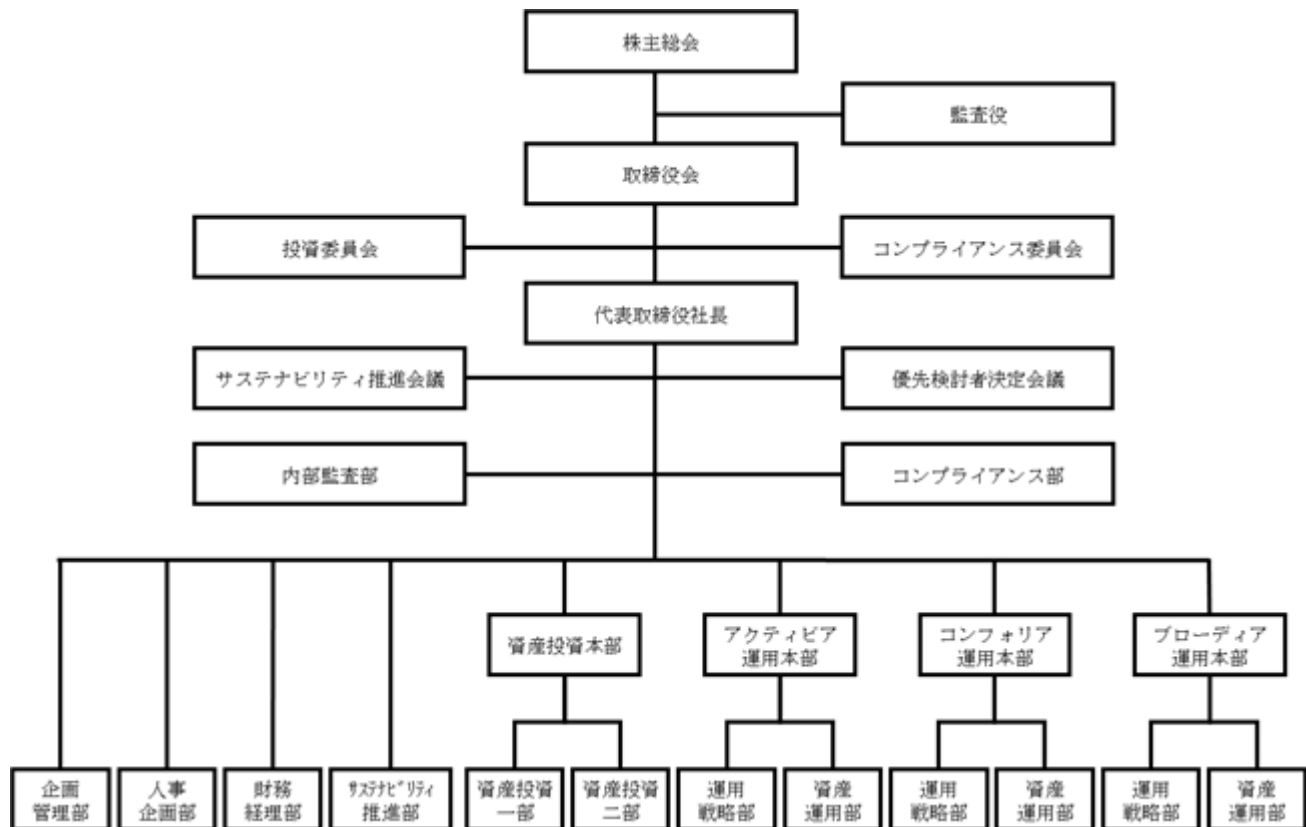 株主総会
監査役
取締役会
投資委員会
コンプライアンス委員会
代表取締役社長
サステナビリティ推進会議
優先検討者決定会議
内部監査部
コンプライアンス部
資産投資本部
アクティビア
運用本部
コンフォリア
運用本部
ブローディア
運用本部
企画
管理部
人事
企画部
財務
経理部
ｻｽﾃﾅﾋﾞﾘﾃｨ
推進部
資産投資
一部
資産投資
二部
運用
戦略部
資産
運用部
運用
戦略部
資産
運用部
運用
戦略部
資産
運用部